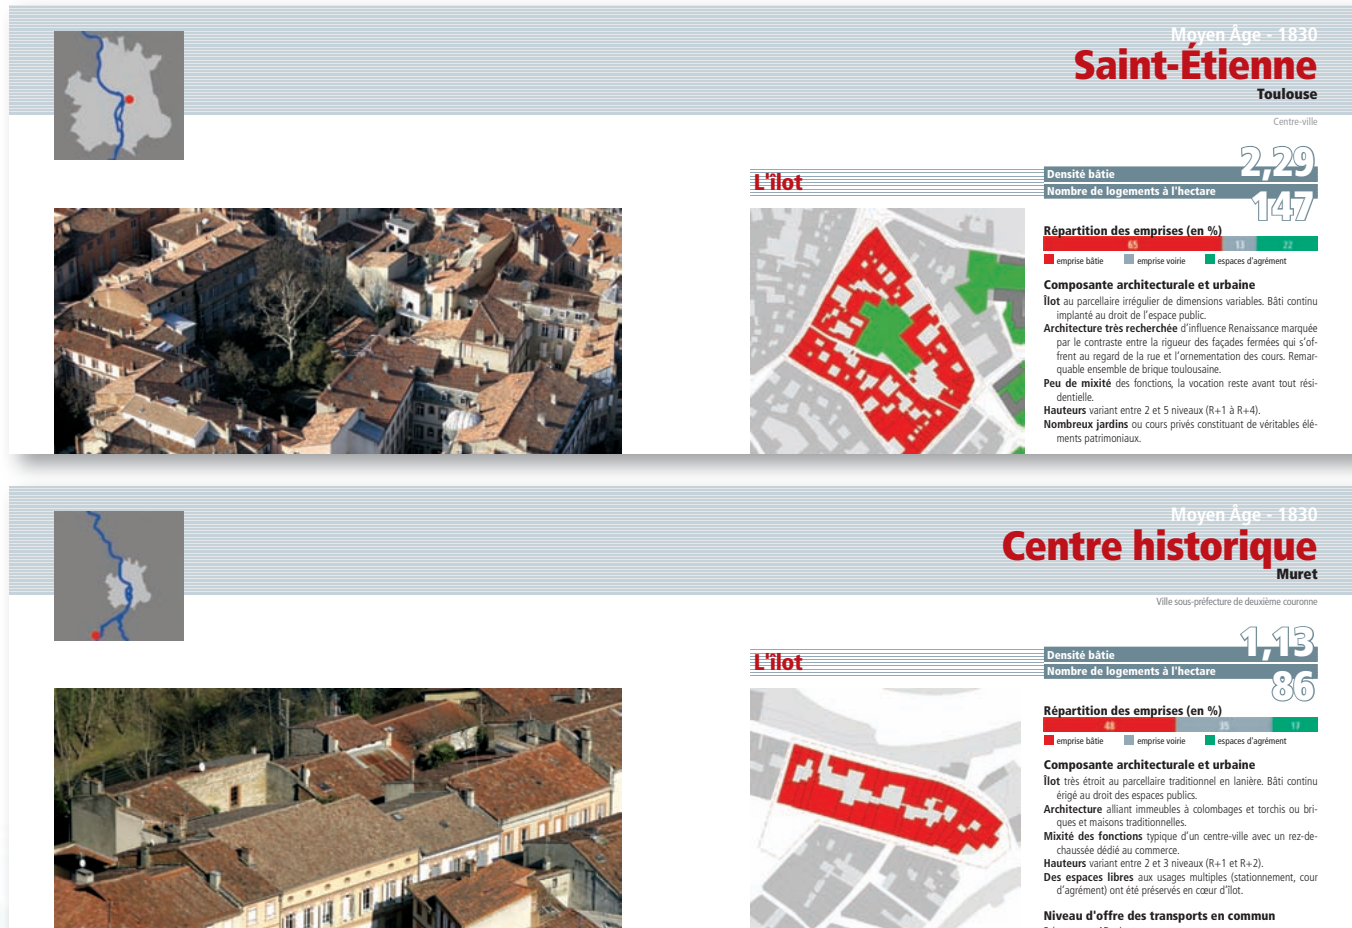 Moyen Âge - 1830
Saint-Étienne
Toulouse
Centre-ville
L'îlot
Densité bâtie
2,29
Nombre de logements à l'hectare
147
Répartition des emprises (en %)
65 13 22
emprise bâtie emprise voirie espaces d'agrément
Composante architecturale et urbaine
Îlot au parcellaire irrégulier de dimensions variables. Bâti continu
implanté au droit de l'espace public.
Architecture très recherchée d'influence Renaissance marquée
par le contraste entre la rigueur des façades fermées qui s'of-
frent au regard de la rue et l'ornementation des cours. Remar-
quable ensemble de brique toulousaine.
Peu de mixité des fonctions, la vocation reste avant tout rési-
dentielle.
Hauteurs variant entre 2 et 5 niveaux (R+1 à R+4).
Nombreux jardins ou cours privés constituant de véritables élé-
ments patrimoniaux.
Moyen Âge - 1830
Centre historique
Muret
Ville sous-préfecture de deuxième couronne
L'îlot
Densité bâtie
1,13
Nombre de logements à l'hectare
86
Répartition des emprises (en %)
48 35 17
emprise bâtie emprise voirie espaces d'agrément
Composante architecturale et urbaine
Îlot très étroit au parcellaire traditionnel en lanière. Bâti continu
érigé au droit des espaces publics.
Architecture alliant immeubles à colombages et torchis ou bri-
ques et maisons traditionnelles.
Mixité des fonctions typique d'un centre-ville avec un rez-de-
chaussée dédié au commerce.
Hauteurs variant entre 2 et 3 niveaux (R+1 et R+2).
Des espaces libres aux usages multiples (stationnement, cour
d'agrément) ont été préservés en cœur d'îlot.
Niveau d'offre des transports en commun